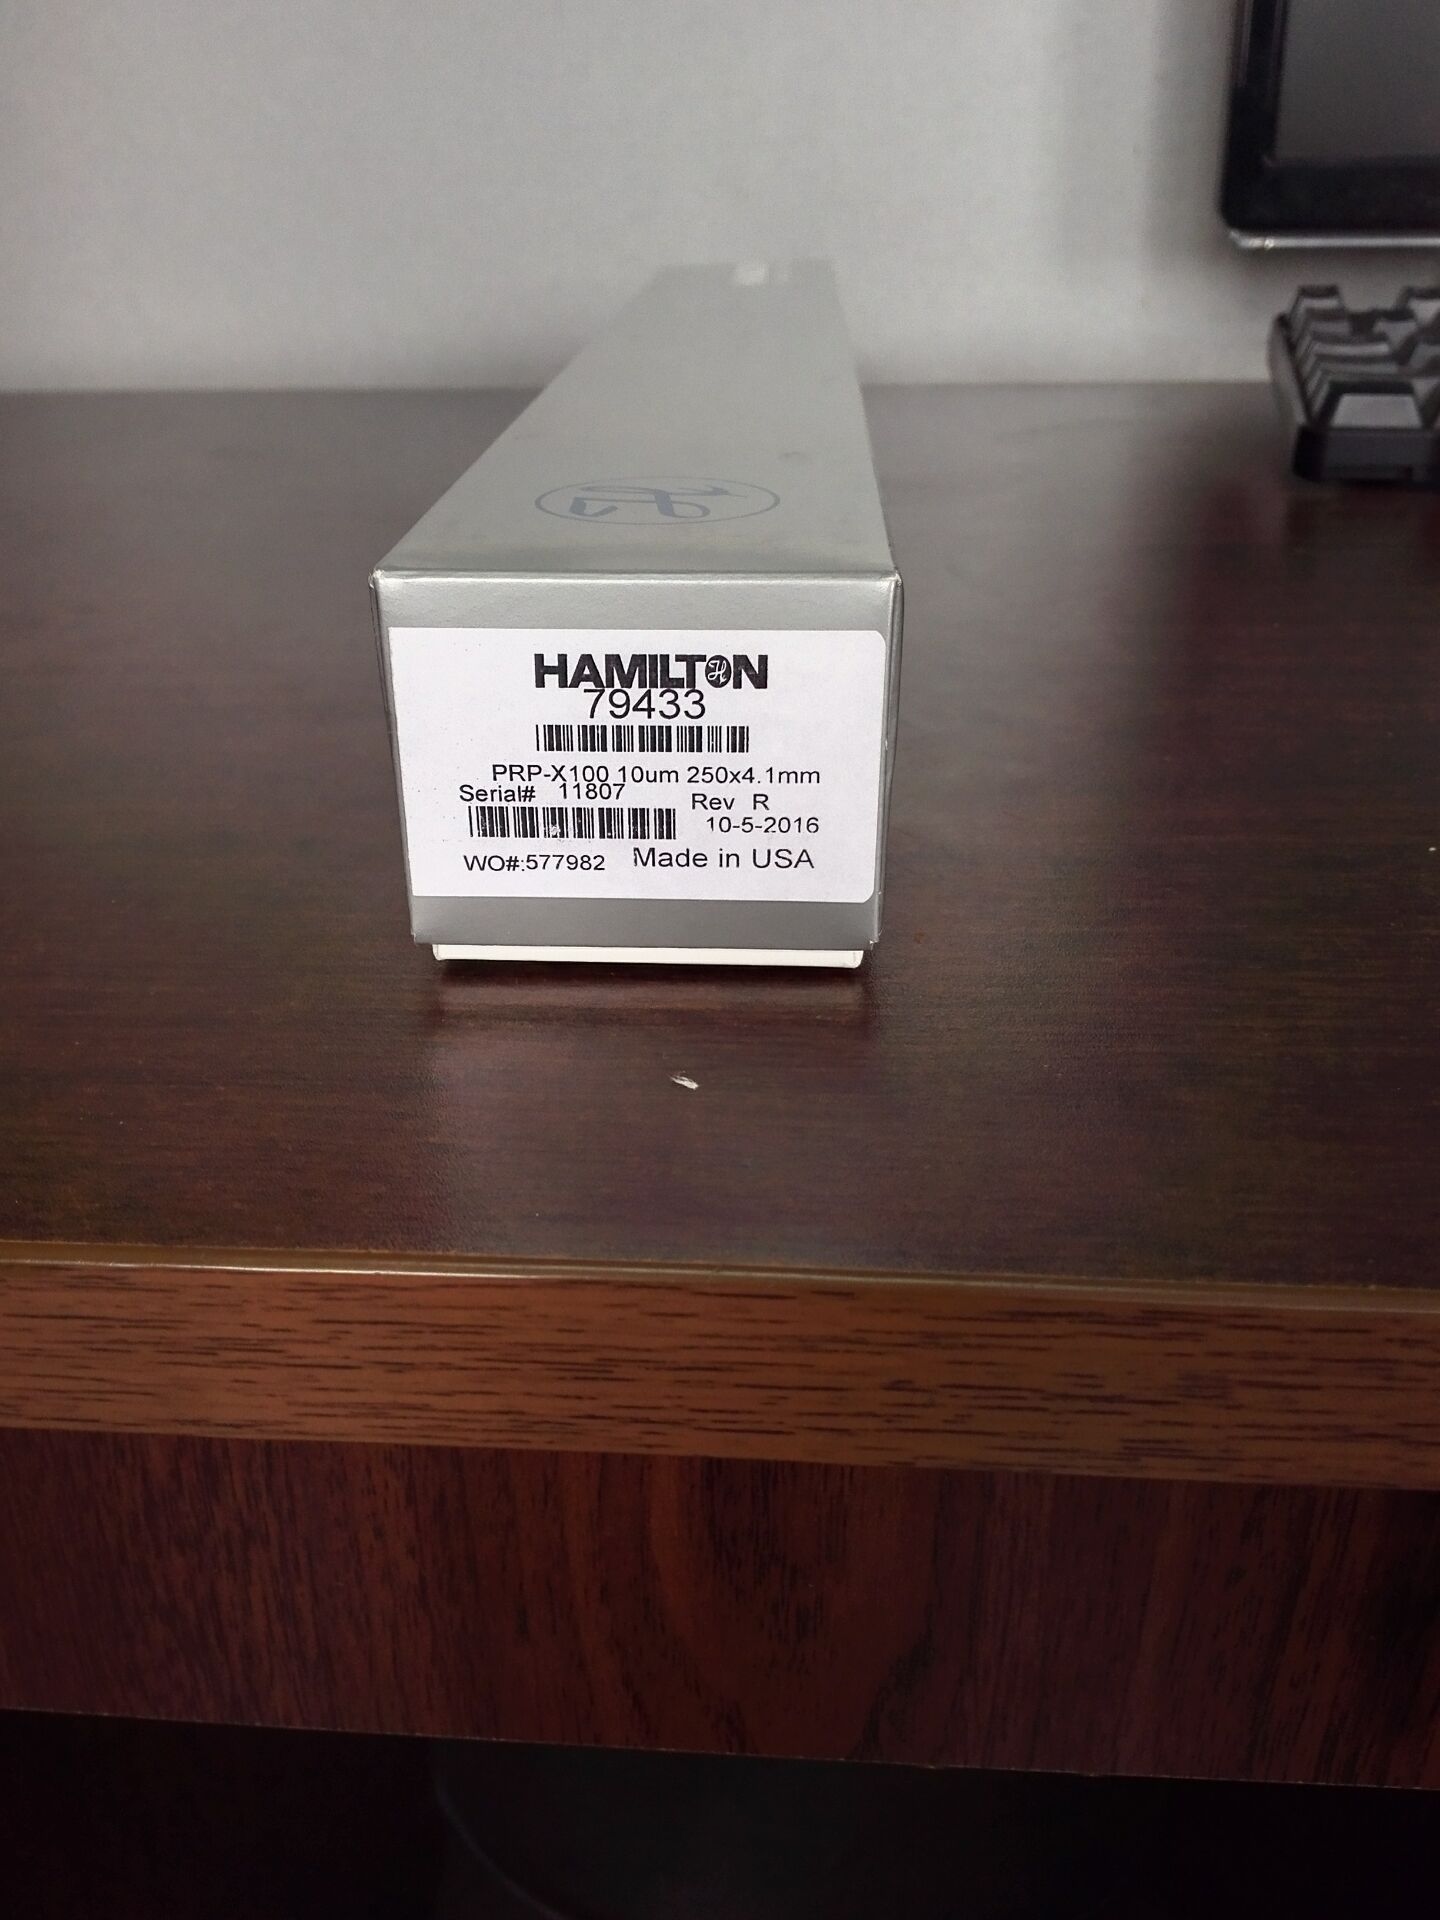 HAMILTON
79433
PRP-X100 10um 250x4.1mm
Serial# 11807
Rev R
10-5-2016
WO#:577982 Made in USA